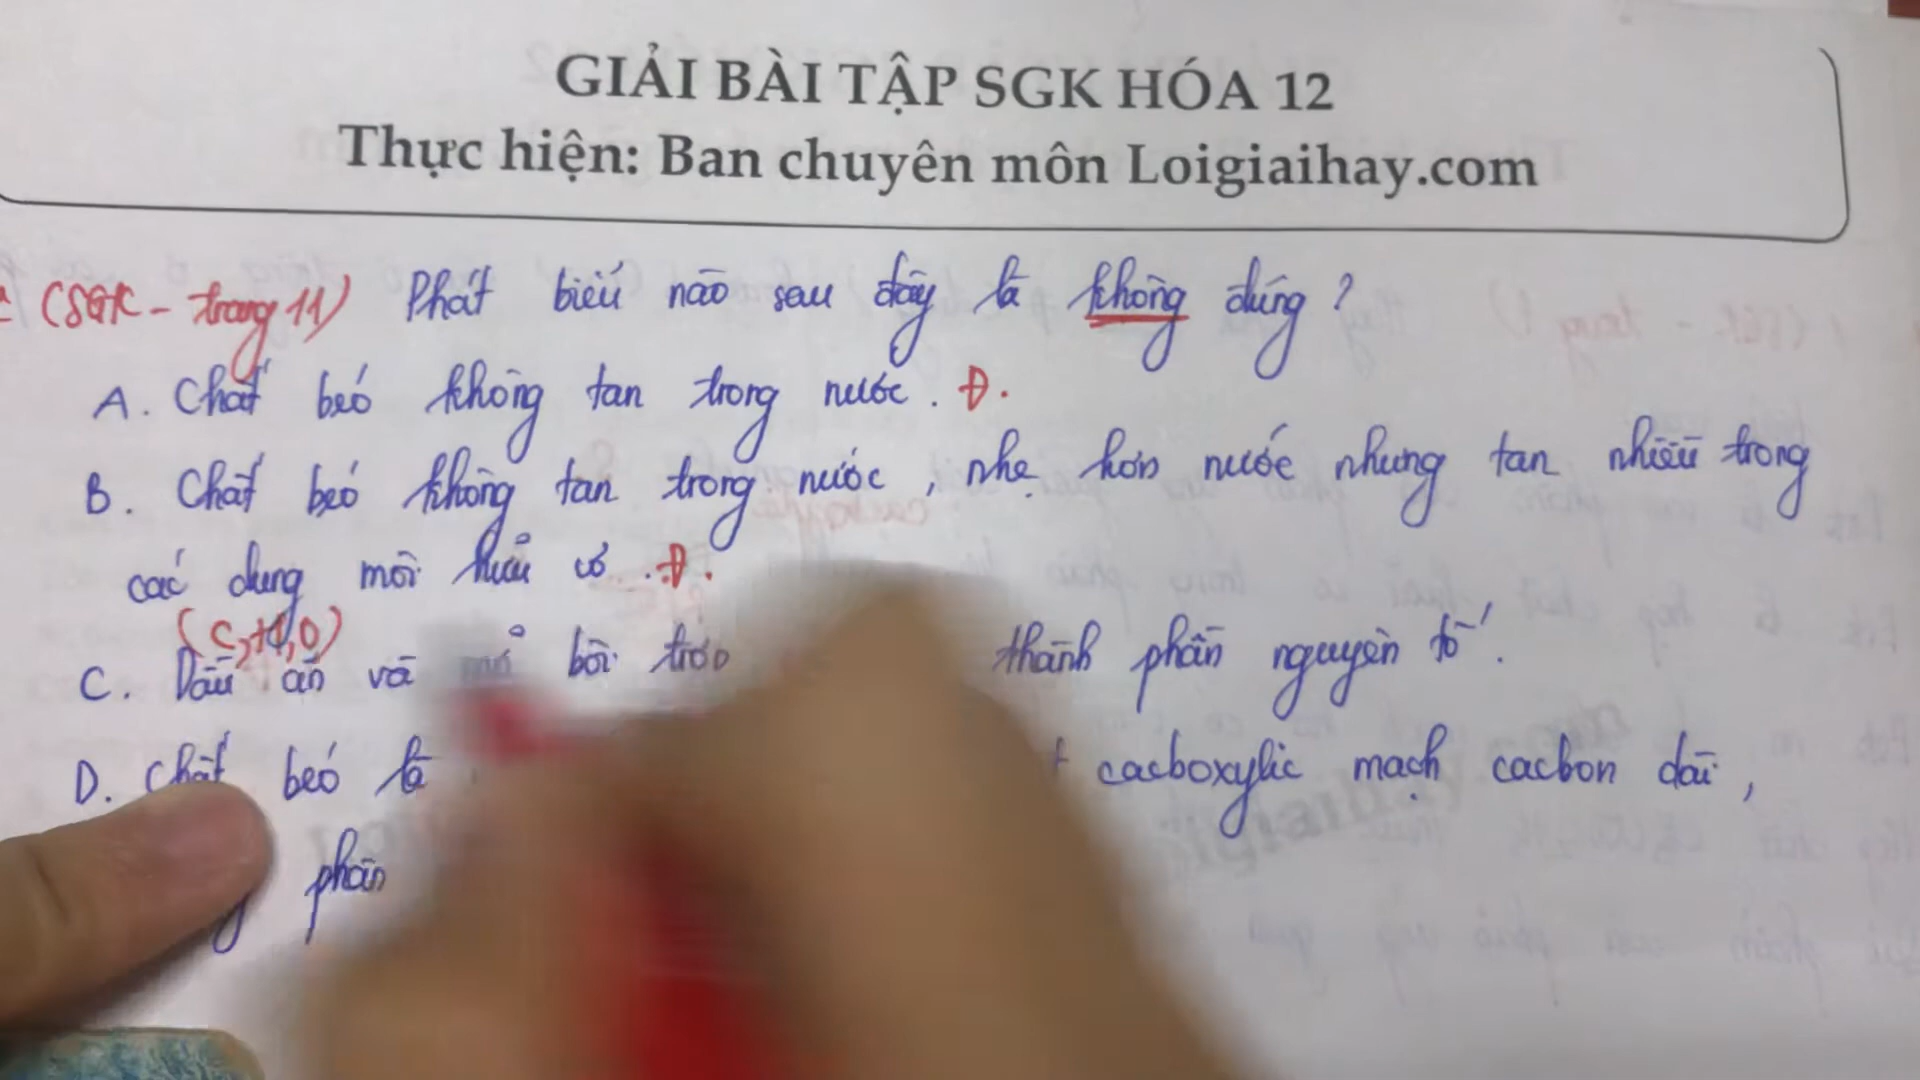 GIẢI BÀI TẬP SGK HÓA 12
Thực hiện: Ban chuyên môn Loigiaihay.com
(SGK - trang 11) Phát biểu nào sau đây là không đúng ?
A. Chất béo không tan trong nước. Đ.
B. Chất béo không tan trong nước, nhẹ hơn nước nhưng tan nhiều trong
các dung môi hữu cơ. Đ.
(C,H,O)
C. Dầu ăn và mỡ bôi trơn thành phần nguyên tố.
D. Chất béo là cacboxylic mạch cacbon dài,
phân